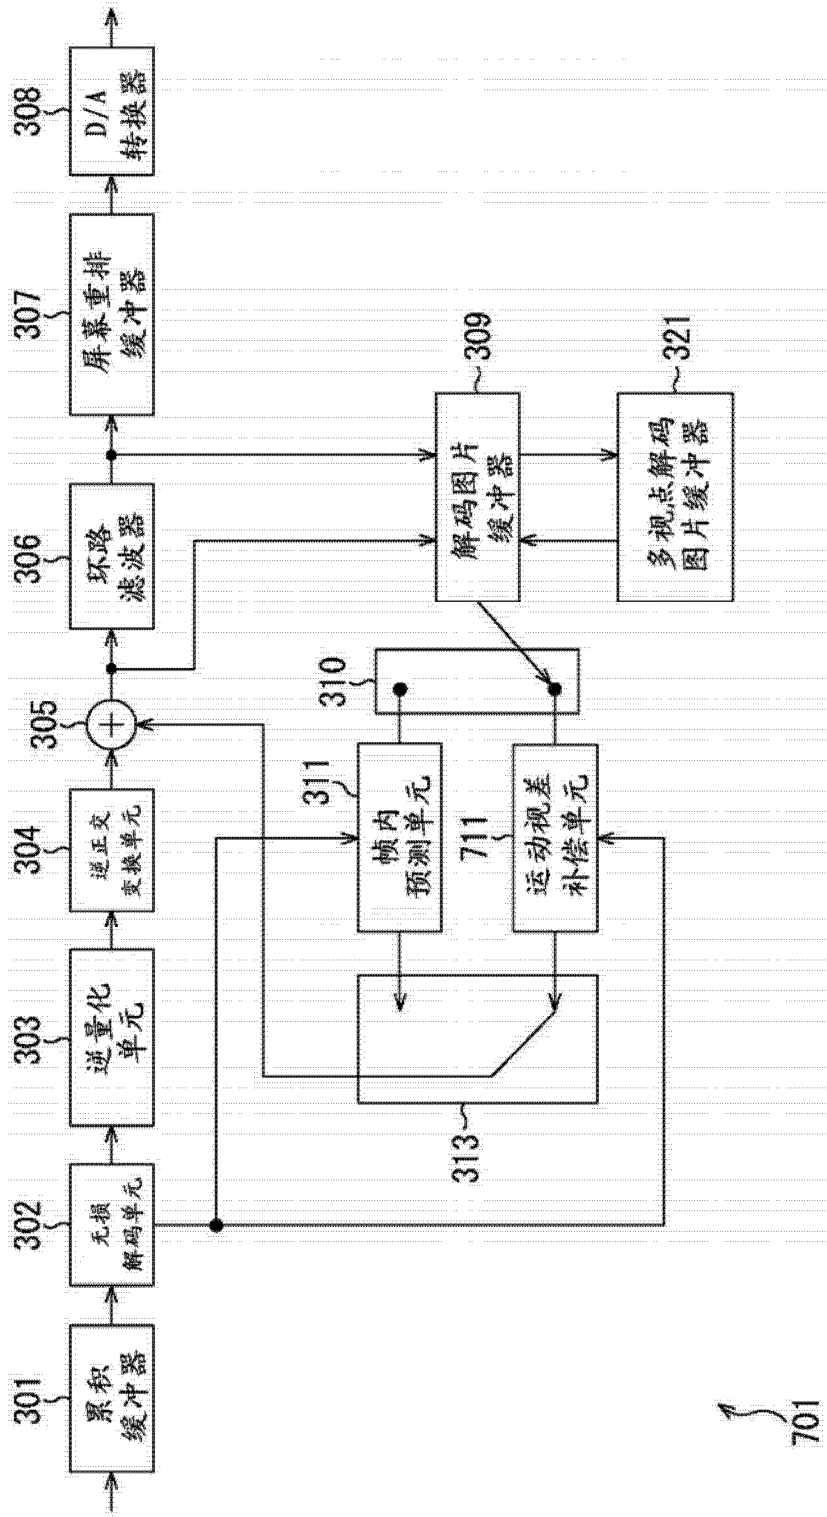 301
累积
缓冲器
302
无损
解码单元
303
逆量化
单元
304
逆正交
变换单元
305
306
环路
滤波器
307
屏幕重排
缓冲器
308
D/A
转换器
313
311
帧内
预测单元
310
711
运动视差
补偿单元
309
解码图片
缓冲器
321
多视点解码
图片缓冲器
701